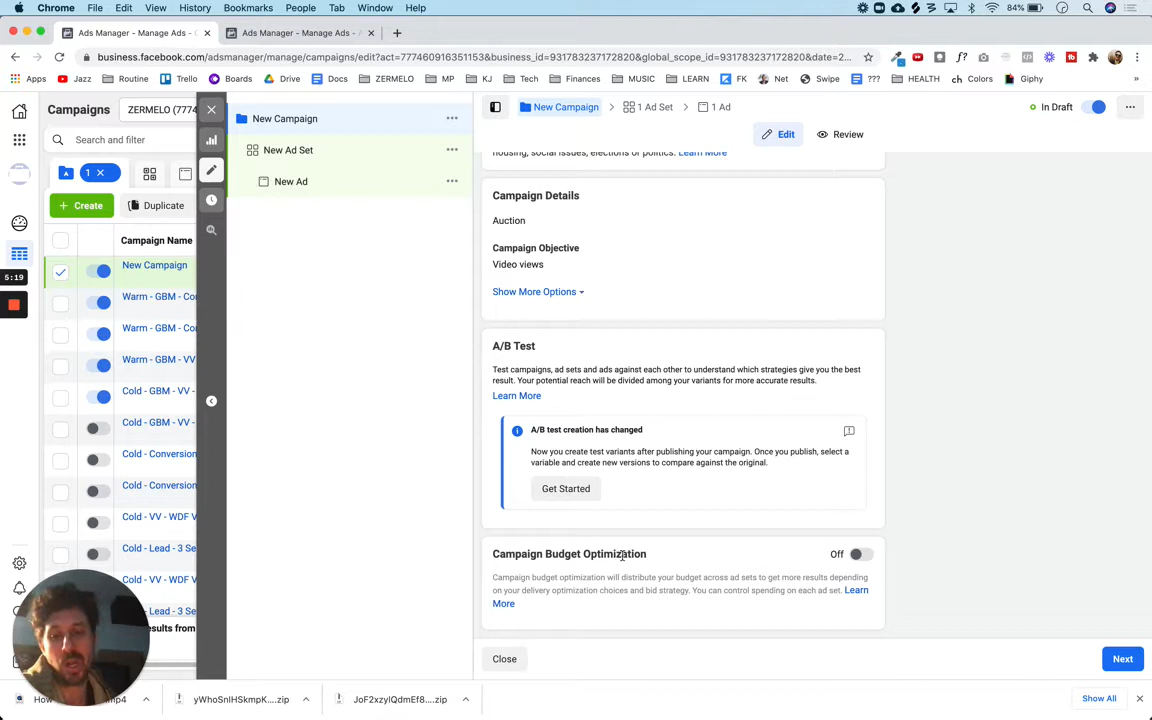 Chrome File Edit View History Bookmarks People Tab Window Help 84%
Ads Manager - Manage Ads - Ads Manager - Manage Ads -
business.facebook.com/adsmanager/manage/campaigns/edit?act=777460916351153&business_id=931783237172820&global_scope_id=931783237172820&date=2...
Apps Jazz Routine Trello Boards Drive Docs ZERMELO MP KJ Tech Finances MUSIC LEARN FK Net Swipe ??? HEALTH ch Colors Giphy »
Campaigns ZERMELO (7774
Search and filter
1
+ Create Duplicate
Campaign Name
New Campaign
Warm - GBM - Co
Warm - GBM - Co
Warm - GBM - VV
Cold - GBM - VV -
Cold - GBM - VV -
Cold - Conversion
Cold - Conversion
Cold - VV - WDF V
Cold - Lead - 3 Se
Cold - VV - WDF
Cold - Lead - 3 Se
esults from
5:19
New Campaign
New Ad Set
New Ad
New Campaign > 1 Ad Set > 1 Ad
In Draft
Edit Review
housing, social issues, elections or politics. Learn More
Campaign Details
Auction
Campaign Objective
Video views
Show More Options
A/B Test
Test campaigns, ad sets and ads against each other to understand which strategies give you the best
result. Your potential reach will be divided among your variants for more accurate results.
Learn More
A/B test creation has changed
Now you create test variants after publishing your campaign. Once you publish, select a
variable and create new versions to compare against the original.
Get Started
Campaign Budget Optimization Off
Campaign budget optimization will distribute your budget across ad sets to get more results depending
on your delivery optimization choices and bid strategy. You can control spending on each ad set. Learn
More
Close Next
Ho mp4 yWhoSnIHSkmpK....zip JoF2xzyIQdmEf8....zip Show All